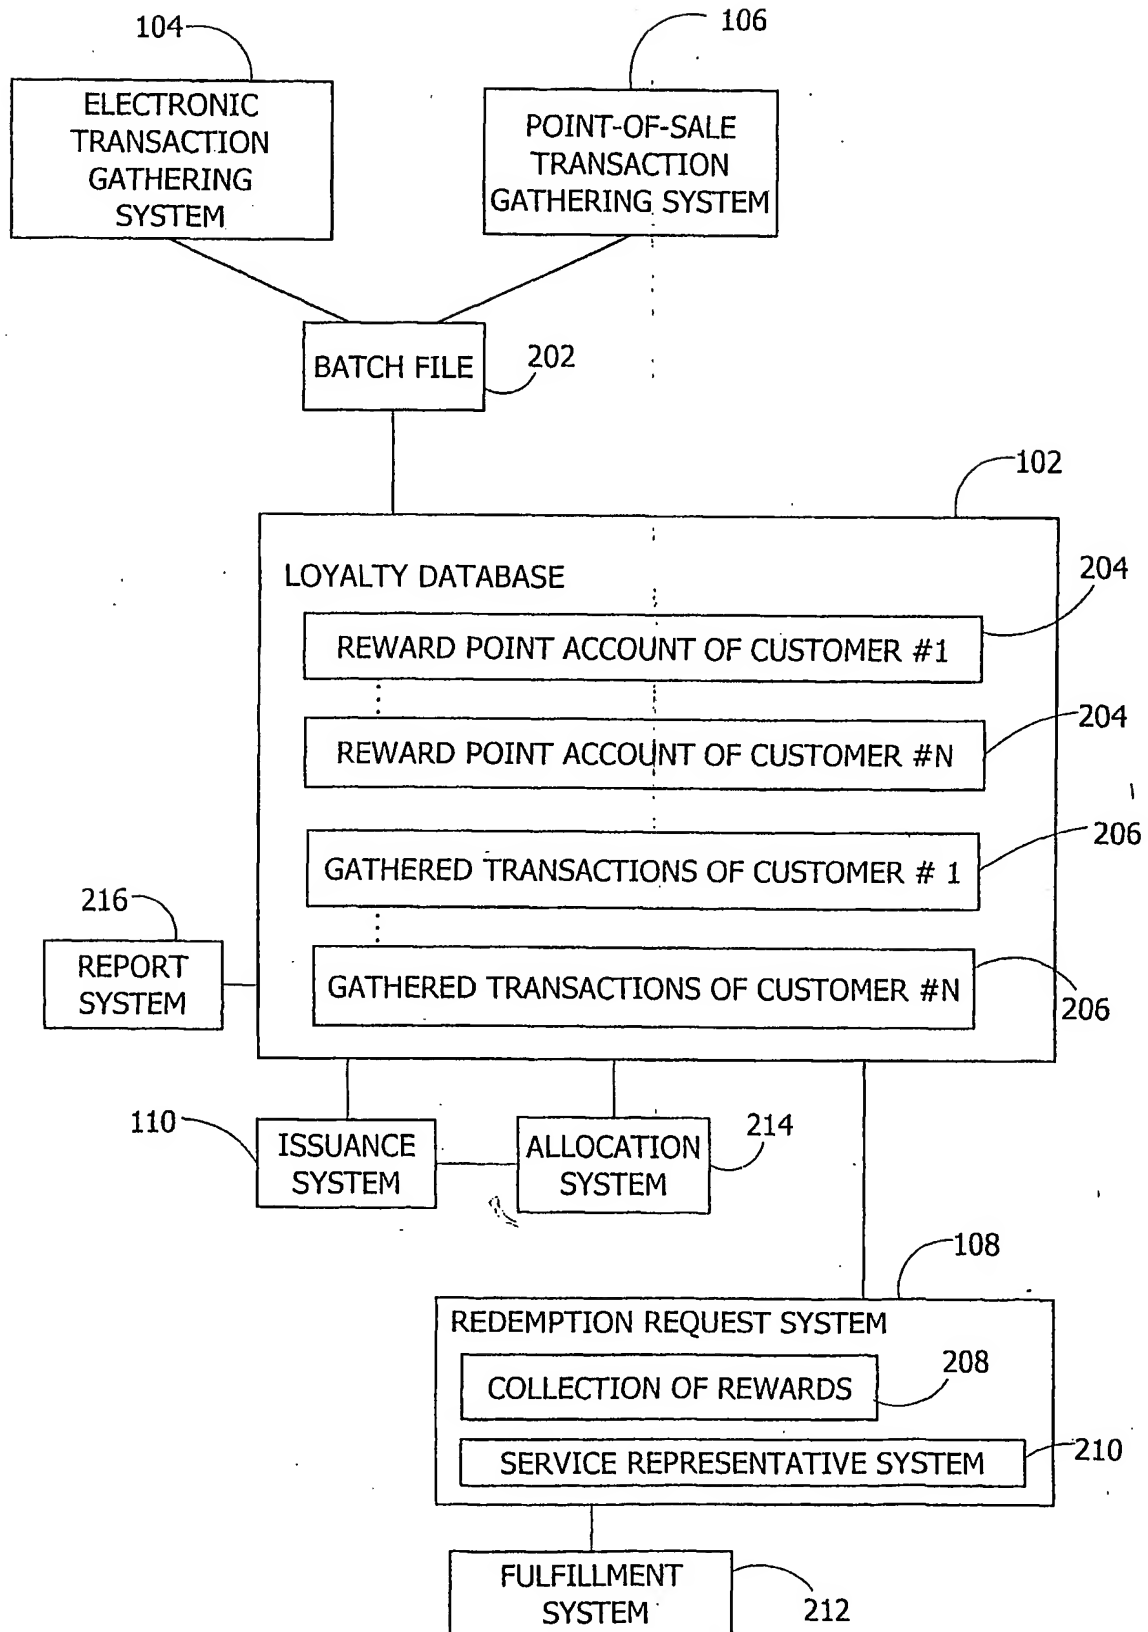 104
106
ELECTRONIC
TRANSACTION
GATHERING
SYSTEM
POINT-OF-SALE
TRANSACTION
GATHERING SYSTEM
BATCH FILE
202
102
LOYALTY DATABASE
204
REWARD POINT ACCOUNT OF CUSTOMER #1
204
REWARD POINT ACCOUNT OF CUSTOMER #N
206
GATHERED TRANSACTIONS OF CUSTOMER # 1
216
REPORT
SYSTEM
GATHERED TRANSACTIONS OF CUSTOMER #N
206
110
ISSUANCE
SYSTEM
ALLOCATION
SYSTEM
214
108
REDEMPTION REQUEST SYSTEM
208
COLLECTION OF REWARDS
210
SERVICE REPRESENTATIVE SYSTEM
FULFILLMENT
SYSTEM
212